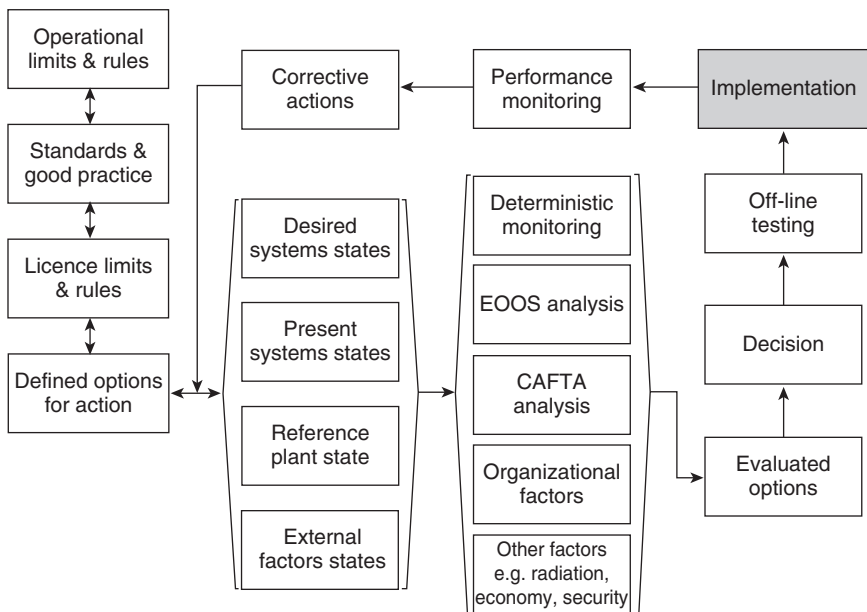 Operational
limits & rules
Standards &
good practice
Licence limits
& rules
Defined options
for action
Corrective
actions
Performance
monitoring
Implementation
Desired
systems states
Present
systems states
Reference
plant state
External
factors states
Deterministic
monitoring
EOOS analysis
CAFTA
analysis
Organizational
factors
Other factors
e.g. radiation,
economy, security
Off-line
testing
Decision
Evaluated
options